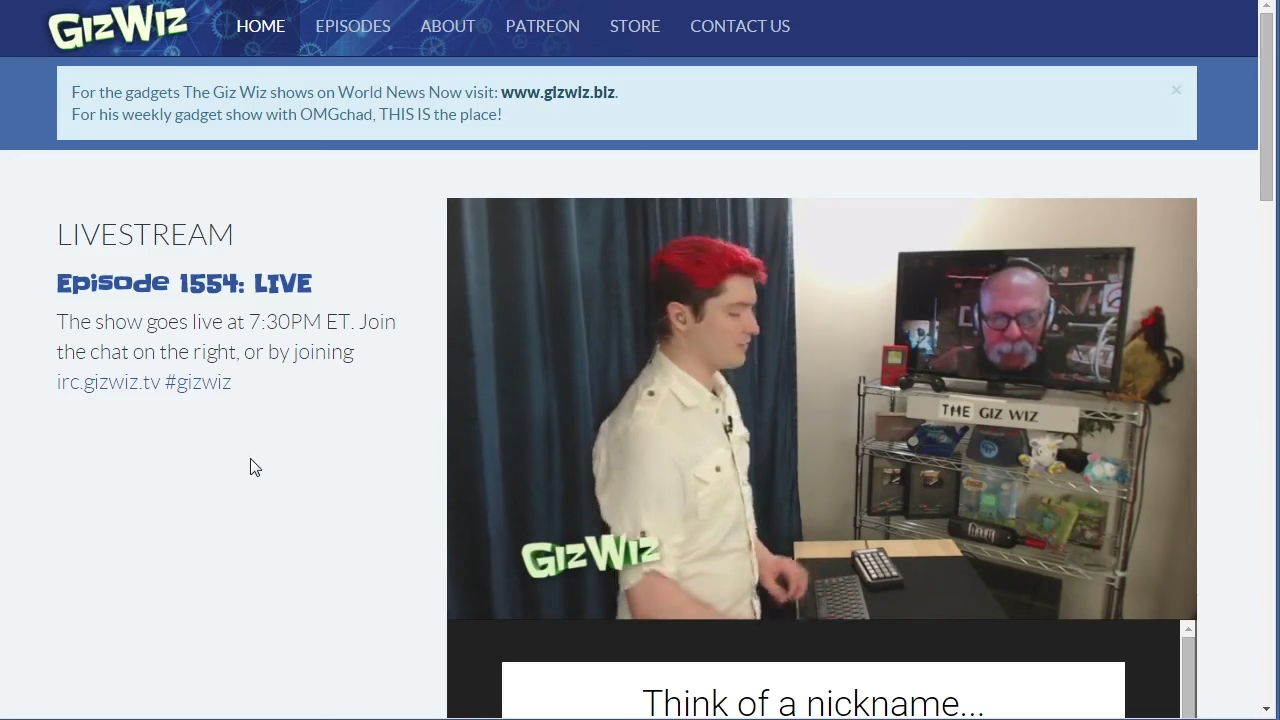 GizWiz
HOME EPISODES ABOUT PATREON STORE CONTACT US
For the gadgets The Giz Wiz shows on World News Now visit: www.gizwiz.biz.
×
For his weekly gadget show with OMGchad, THIS IS the place!
LIVESTREAM
Episode 1554: LIVE
The show goes live at 7:30PM ET. Join
the chat on the right, or by joining
irc.gizwiz.tv #gizwiz
THE GIZ WIZ
GizWiz
Think of a nickname...